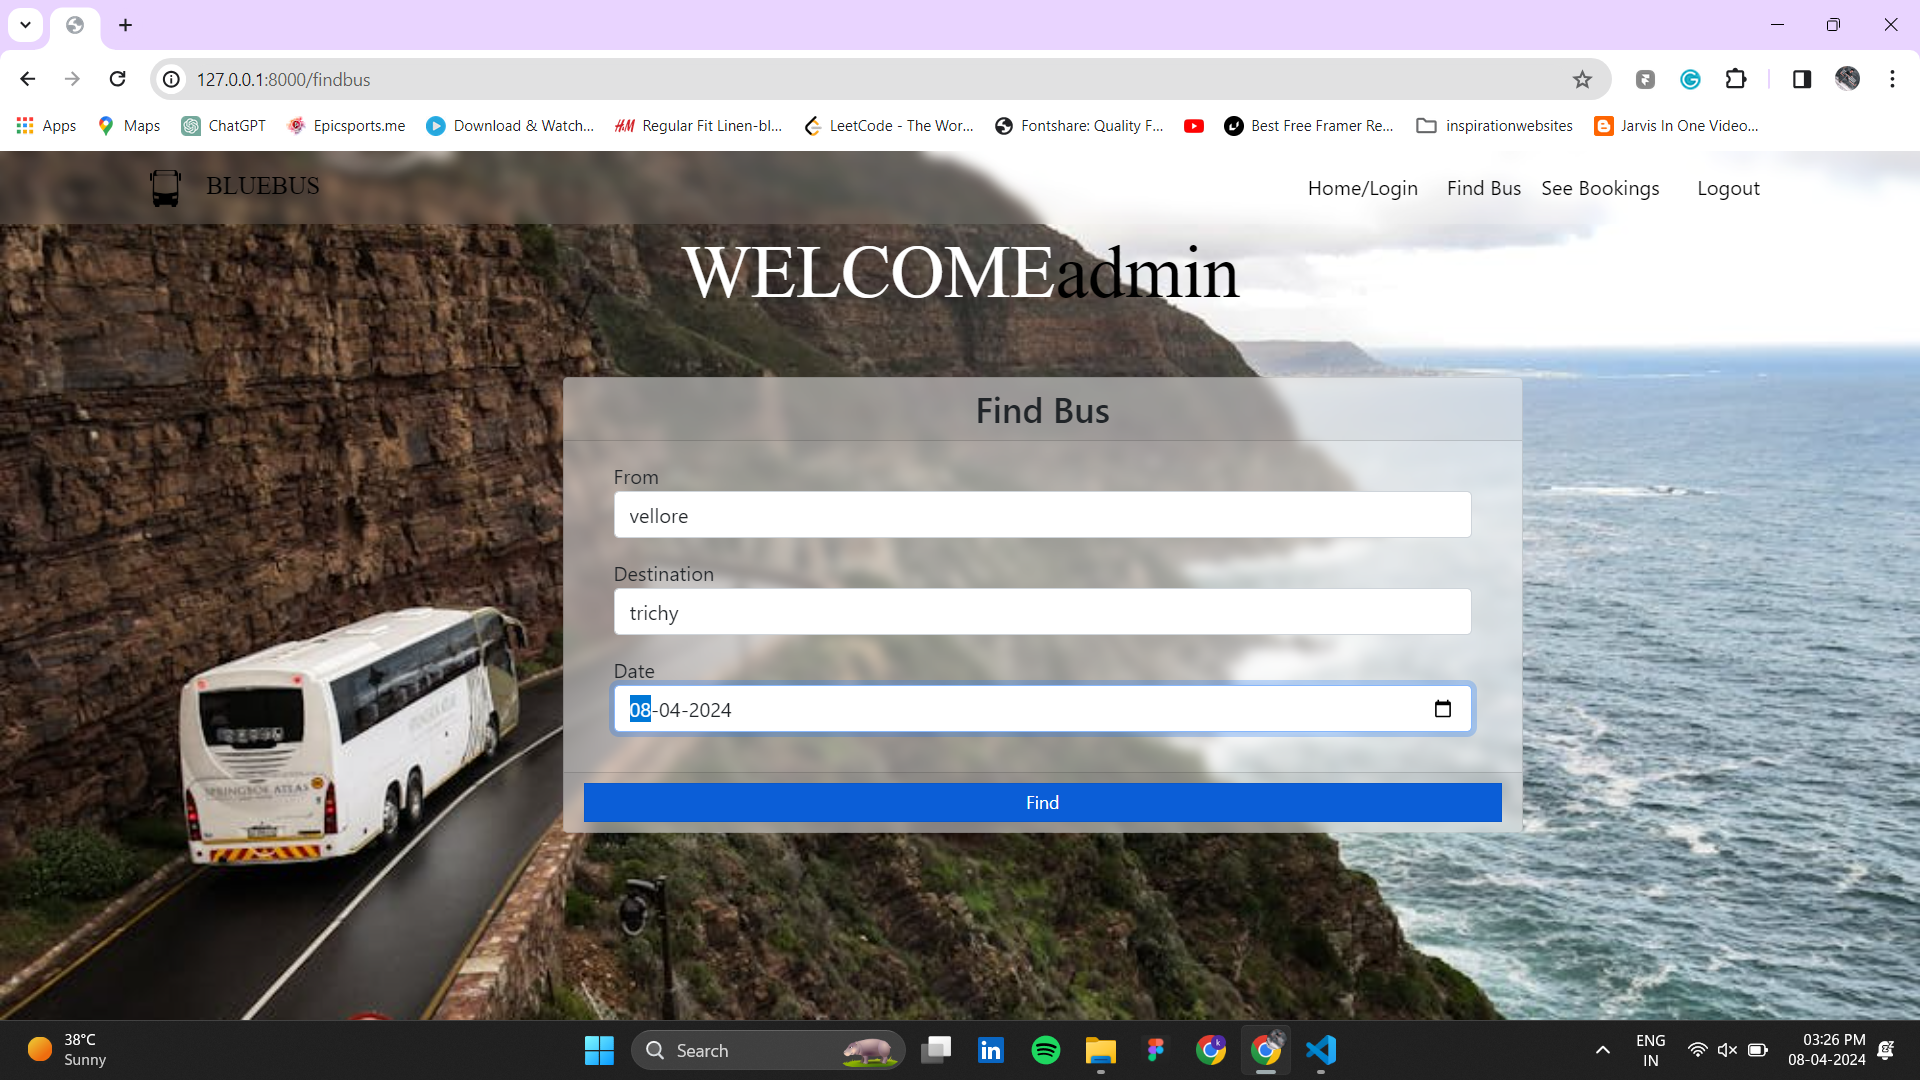 127.0.0.1:8000/findbus
Apps Maps ChatGPT Epicsports.me Download & Watch... H&M Regular Fit Linen-bl... LeetCode - The Wor... Fontshare: Quality F... Best Free Framer Re... inspirationwebsites Jarvis In One Video...
BLUEBUS Home/Login Find Bus See Bookings Logout
WELCOMEadmin
Find Bus
From
vellore
Destination
trichy
Date
08-04-2024
Find
SPRINGBOK ATLAS
38°C
Sunny
Search
ENG
IN
03:26 PM
08-04-2024